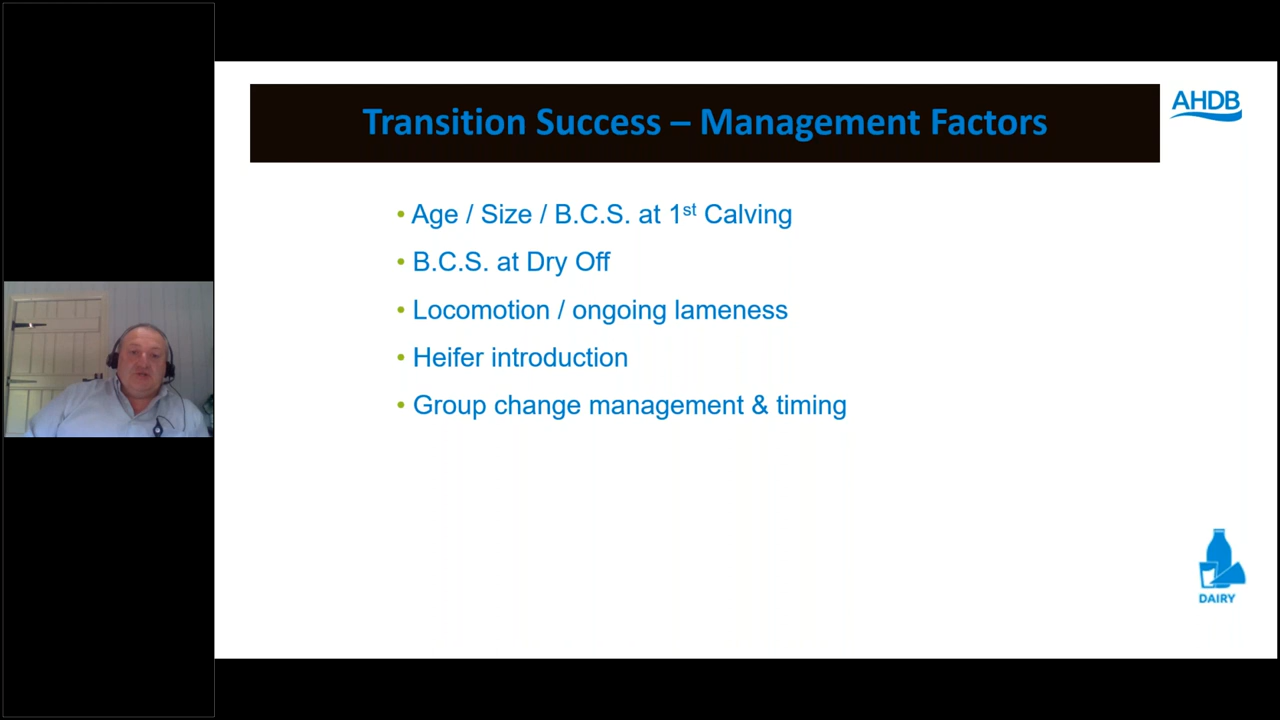 Transition Success – Management Factors
AHDB
• Age / Size / B.C.S. at 1st Calving
• B.C.S. at Dry Off
• Locomotion / ongoing lameness
• Heifer introduction
• Group change management & timing
DAIRY